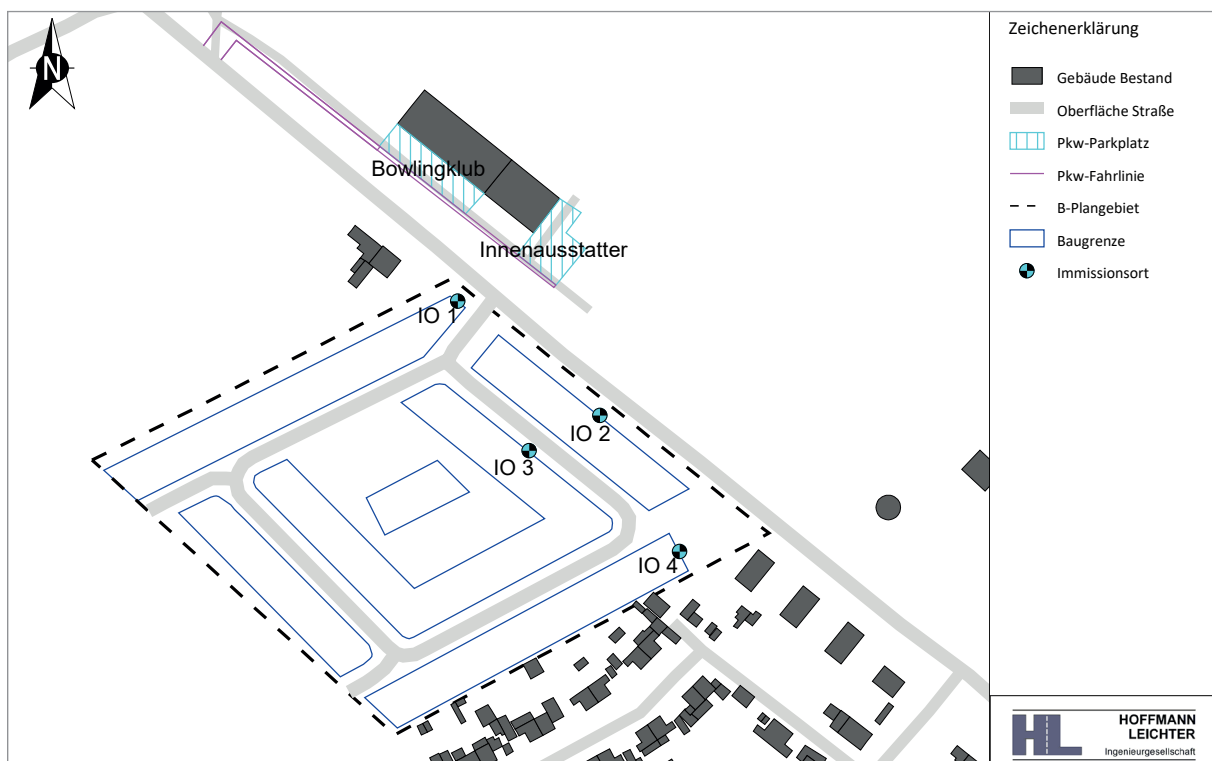 N
Bowlingklub
Innenausstatter
IO 1
IO 2
IO 3
IO 4
Zeichenerklärung
Gebäude Bestand
Oberfläche Straße
Pkw-Parkplatz
Pkw-Fahrlinie
B-Plangebiet
Baugrenze
Immissionsort
HL
HOFFMANN
LEICHTER
Ingenieurgesellschaft